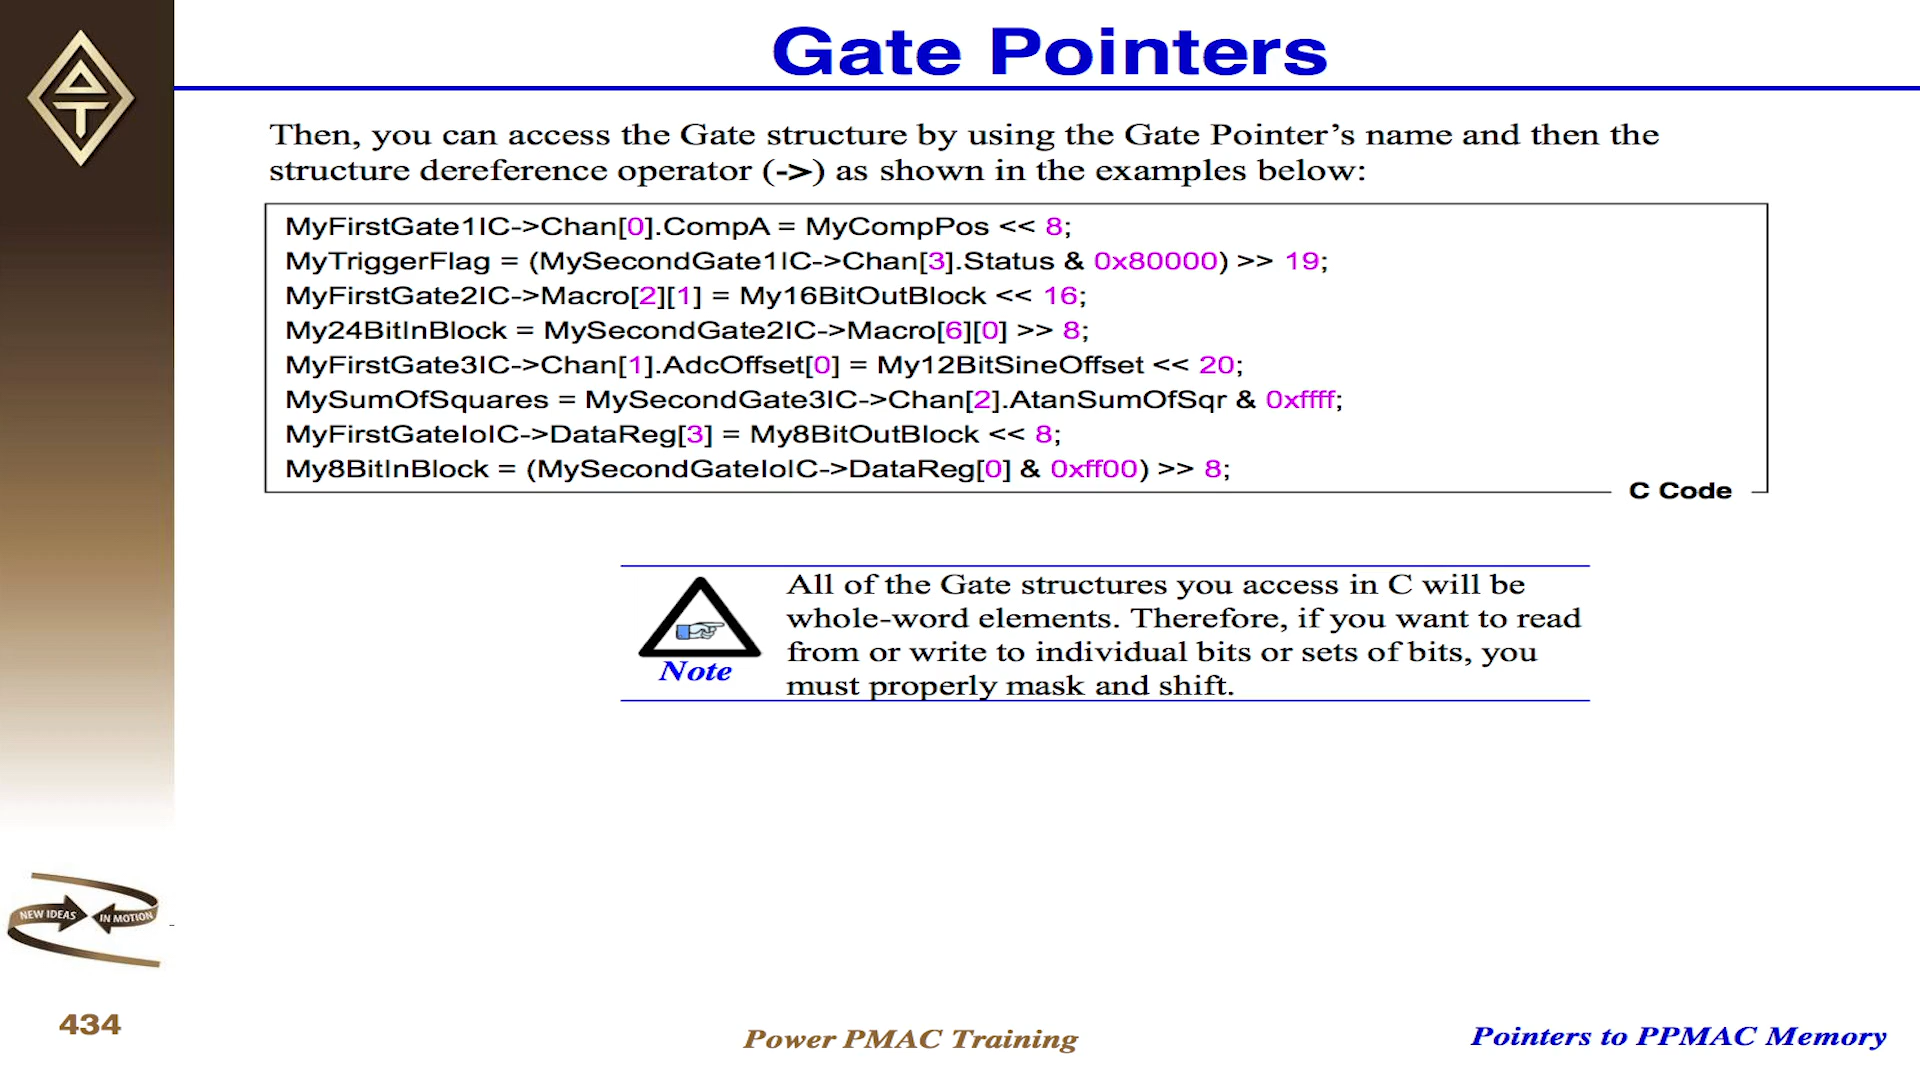 Gate Pointers
Then, you can access the Gate structure by using the Gate Pointer’s name and then the
structure dereference operator (->) as shown in the examples below:
MyFirstGate1IC->Chan[0].CompA = MyCompPos << 8;
MyTriggerFlag = (MySecondGate1IC->Chan[3].Status & 0x80000) >> 19;
MyFirstGate2IC->Macro[2][1] = My16BitOutBlock << 16;
My24BitInBlock = MySecondGate2IC->Macro[6][0] >> 8;
MyFirstGate3IC->Chan[1].AdcOffset[0] = My12BitSineOffset << 20;
MySumOfSquares = MySecondGate3IC->Chan[2].AtanSumOfSqr & 0xffff;
MyFirstGateIoIC->DataReg[3] = My8BitOutBlock << 8;
My8BitInBlock = (MySecondGateIoIC->DataReg[0] & 0xff00) >> 8;
C Code
All of the Gate structures you access in C will be
whole-word elements. Therefore, if you want to read
from or write to individual bits or sets of bits, you
must properly mask and shift.
Note
NEW IDEAS IN MOTION
434
Power PMAC Training
Pointers to PPMAC Memory